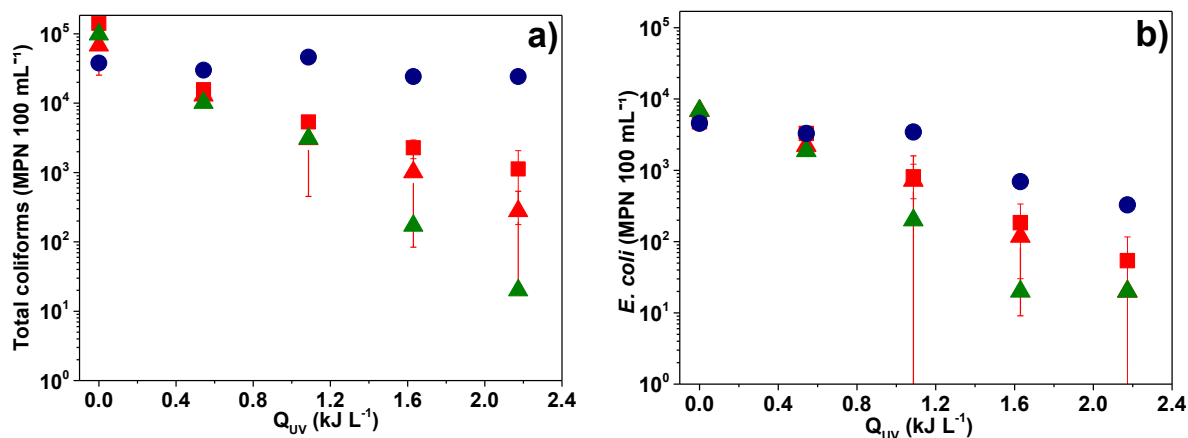 a)
Total coliforms (MPN 100 mL⁻¹)
10⁵
10⁴
10³
10²
10¹
10⁰
0.0 0.4 0.8 1.2 1.6 2.0 2.4
Q_UV (kJ L⁻¹)
b)
E. coli (MPN 100 mL⁻¹)
10⁵
10⁴
10³
10²
10¹
10⁰
0.0 0.4 0.8 1.2 1.6 2.0 2.4
Q_UV (kJ L⁻¹)